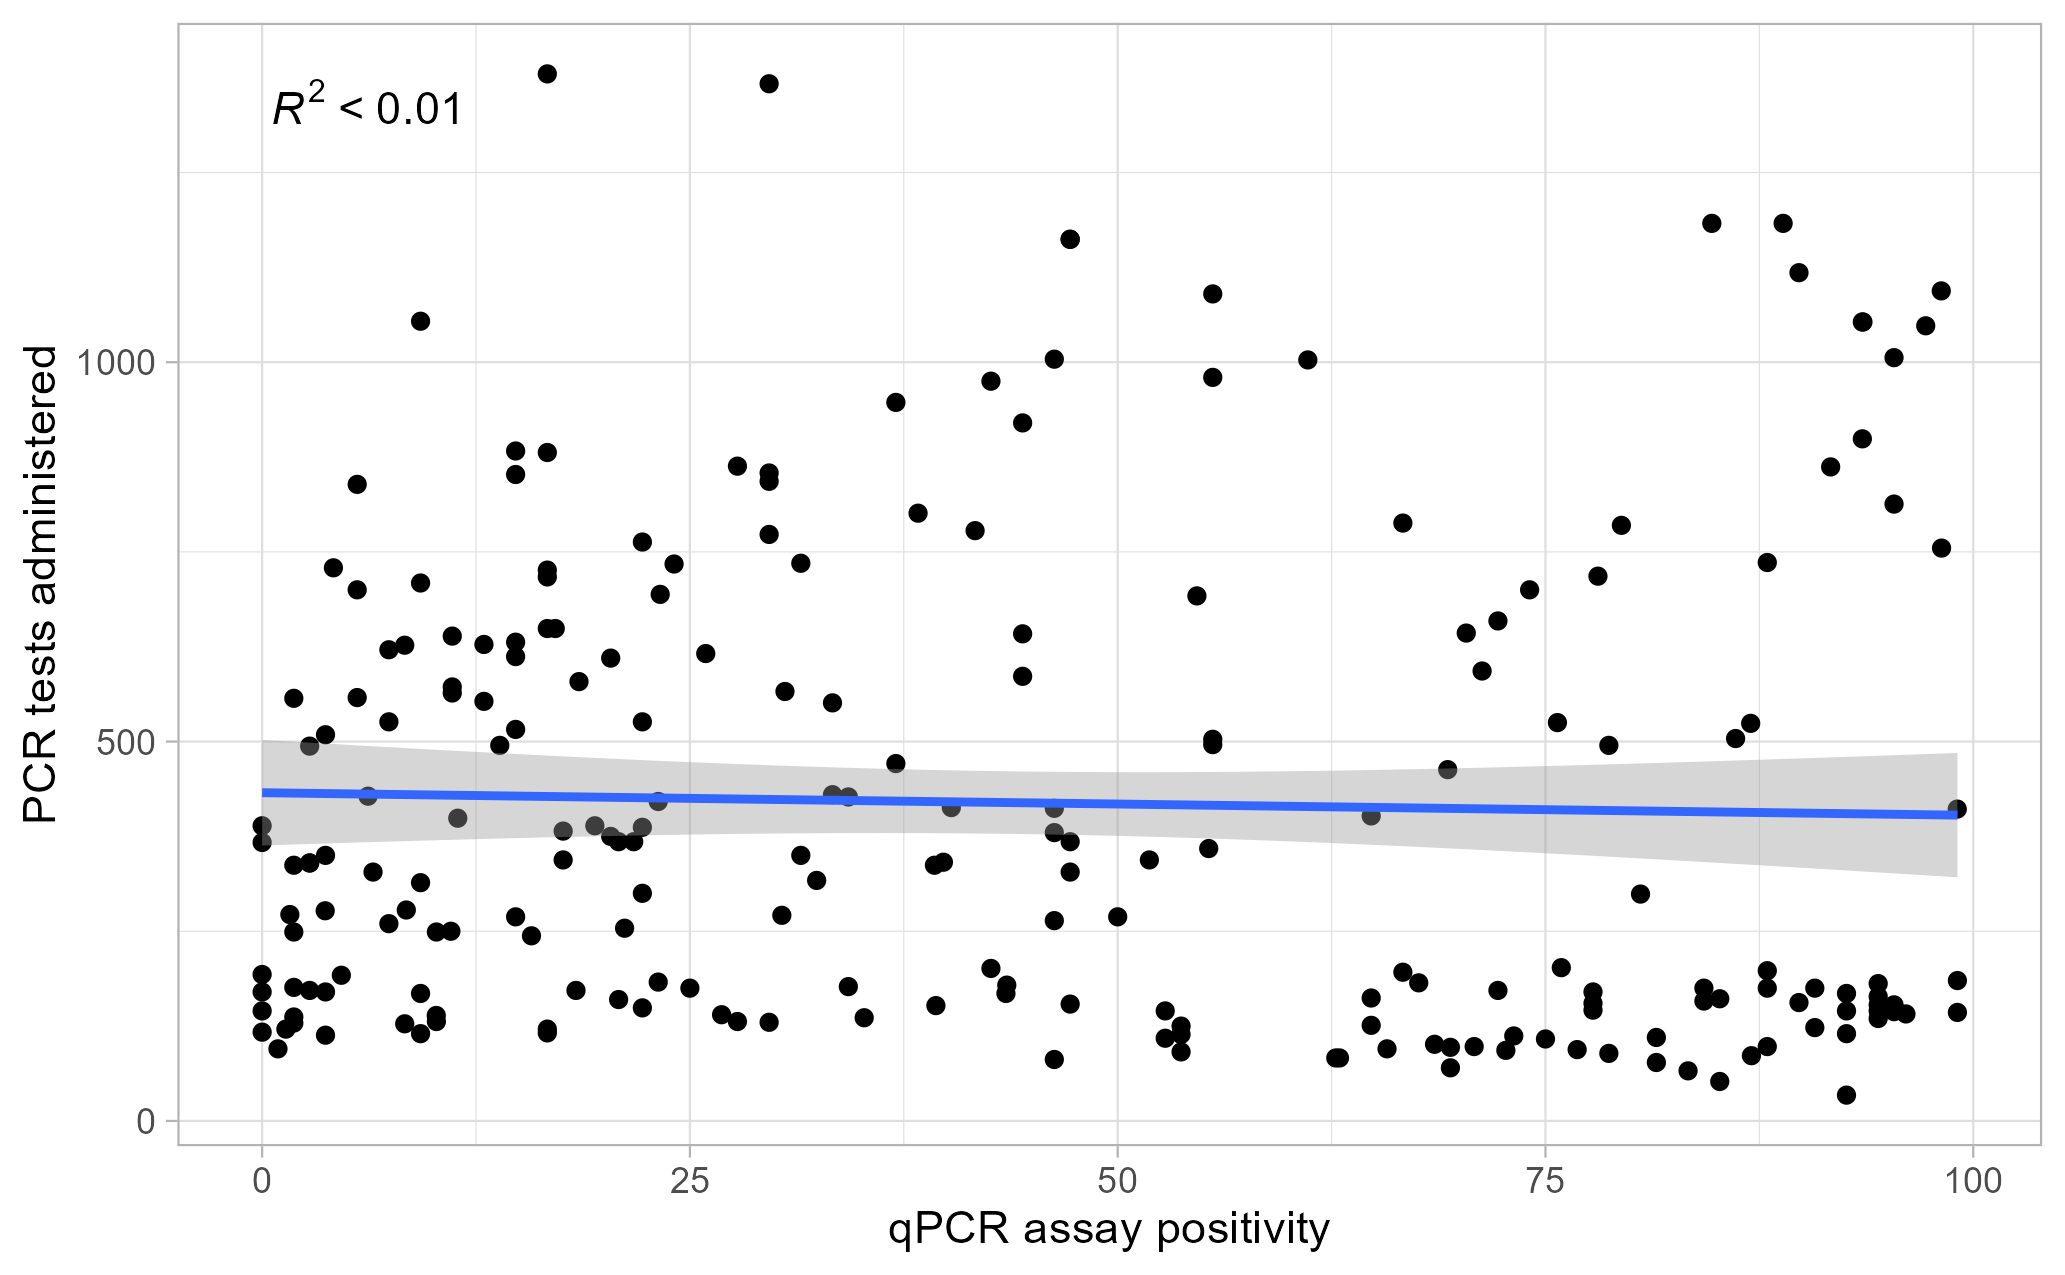 R² < 0.01
PCR tests administered
1000
500
0
0 25 50 75 100
qPCR assay positivity